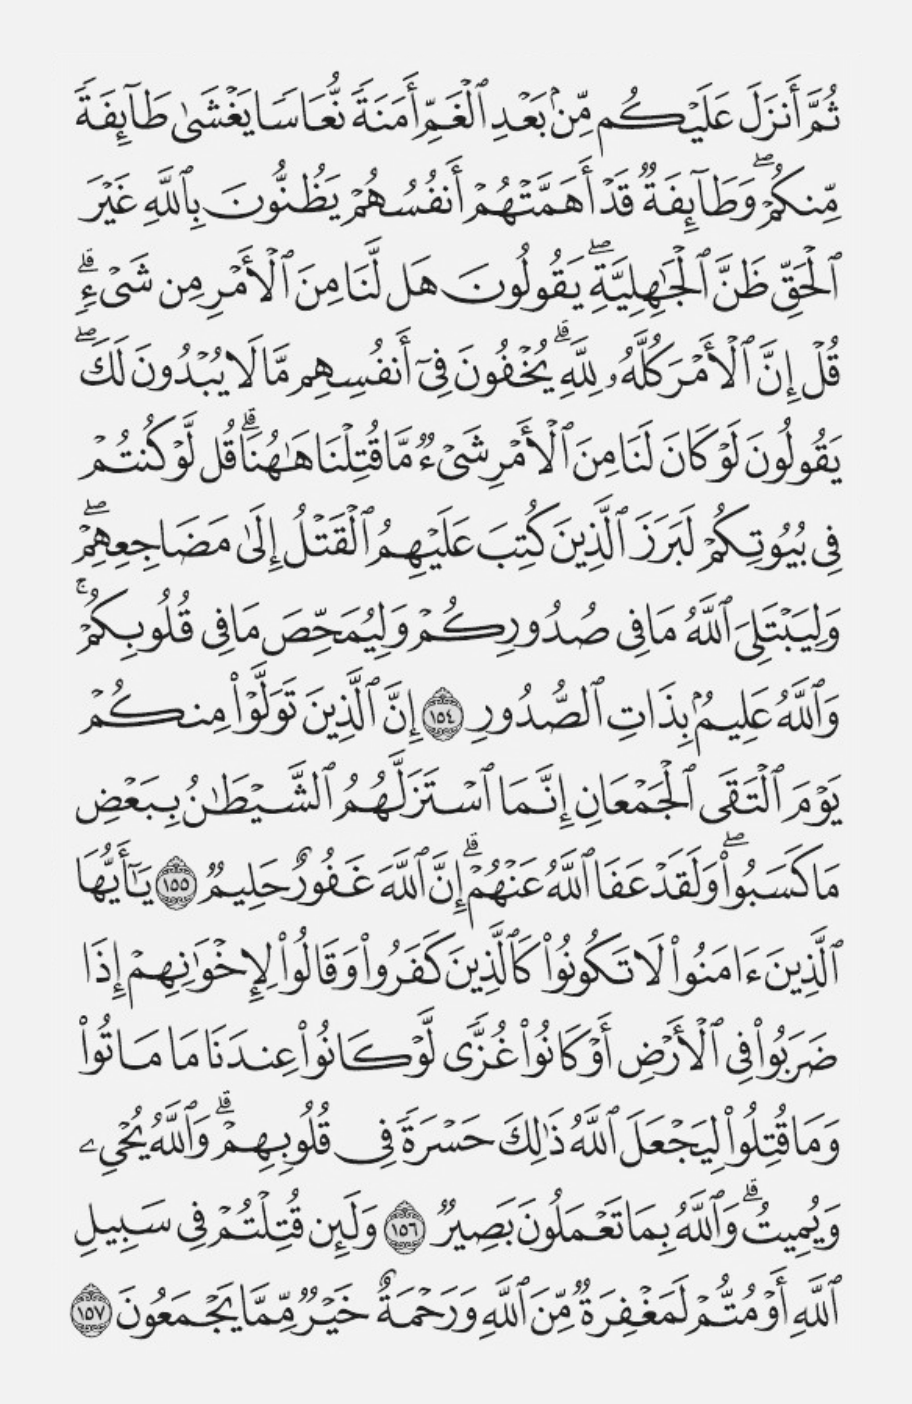 ثُمَّ أَنزَلَ عَلَيْكُم مِّنۢ بَعْدِ ٱلْغَمِّ أَمَنَةً نُّعَاسًا يَغْشَىٰ طَآئِفَةً
مِّنكُمْ ۖ وَطَآئِفَةٌ قَدْ أَهَمَّتْهُمْ أَنفُسُهُمْ يَظُنُّونَ بِٱللَّهِ غَيْرَ
ٱلْحَقِّ ظَنَّ ٱلْجَـٰهِلِيَّةِ ۖ يَقُولُونَ هَل لَّنَا مِنَ ٱلْأَمْرِ مِن شَىْءٍ ۗ
قُلْ إِنَّ ٱلْأَمْرَ كُلَّهُۥ لِلَّهِ ۗ يُخْفُونَ فِىٓ أَنفُسِهِم مَّا لَا يُبْدُونَ لَكَ ۖ
يَقُولُونَ لَوْ كَانَ لَنَا مِنَ ٱلْأَمْرِ شَىْءٌ مَّا قُتِلْنَا هَـٰهُنَا ۗ قُل لَّوْ كُنتُمْ
فِى بُيُوتِكُمْ لَبَرَزَ ٱلَّذِينَ كُتِبَ عَلَيْهِمُ ٱلْقَتْلُ إِلَىٰ مَضَاجِعِهِمْ ۖ
وَلِيَبْتَلِىَ ٱللَّهُ مَا فِى صُدُورِكُمْ وَلِيُمَحِّصَ مَا فِى قُلُوبِكُمْ ۚ
وَٱللَّهُ عَلِيمٌۢ بِذَاتِ ٱلصُّدُورِ ١٥٤ إِنَّ ٱلَّذِينَ تَوَلَّوْا۟ مِنكُمْ
يَوْمَ ٱلْتَقَى ٱلْجَمْعَانِ إِنَّمَا ٱسْتَزَلَّهُمُ ٱلشَّيْطَـٰنُ بِبَعْضِ
مَا كَسَبُوا۟ ۖ وَلَقَدْ عَفَا ٱللَّهُ عَنْهُمْ ۗ إِنَّ ٱللَّهَ غَفُورٌ حَلِيمٌ ١٥٥ يَـٰٓأَيُّهَا
ٱلَّذِينَ ءَامَنُوا۟ لَا تَكُونُوا۟ كَٱلَّذِينَ كَفَرُوا۟ وَقَالُوا۟ لِإِخْوَٰنِهِمْ إِذَا
ضَرَبُوا۟ فِى ٱلْأَرْضِ أَوْ كَانُوا۟ غُزًّى لَّوْ كَانُوا۟ عِندَنَا مَا مَاتُوا۟
وَمَا قُتِلُوا۟ لِيَجْعَلَ ٱللَّهُ ذَٰلِكَ حَسْرَةً فِى قُلُوبِهِمْ ۗ وَٱللَّهُ يُحْىِۦ
وَيُمِيتُ ۗ وَٱللَّهُ بِمَا تَعْمَلُونَ بَصِيرٌ ١٥٦ وَلَئِن قُتِلْتُمْ فِى سَبِيلِ
ٱللَّهِ أَوْ مُتُّمْ لَمَغْفِرَةٌ مِّنَ ٱللَّهِ وَرَحْمَةٌ خَيْرٌ مِّمَّا يَجْمَعُونَ ١٥٧